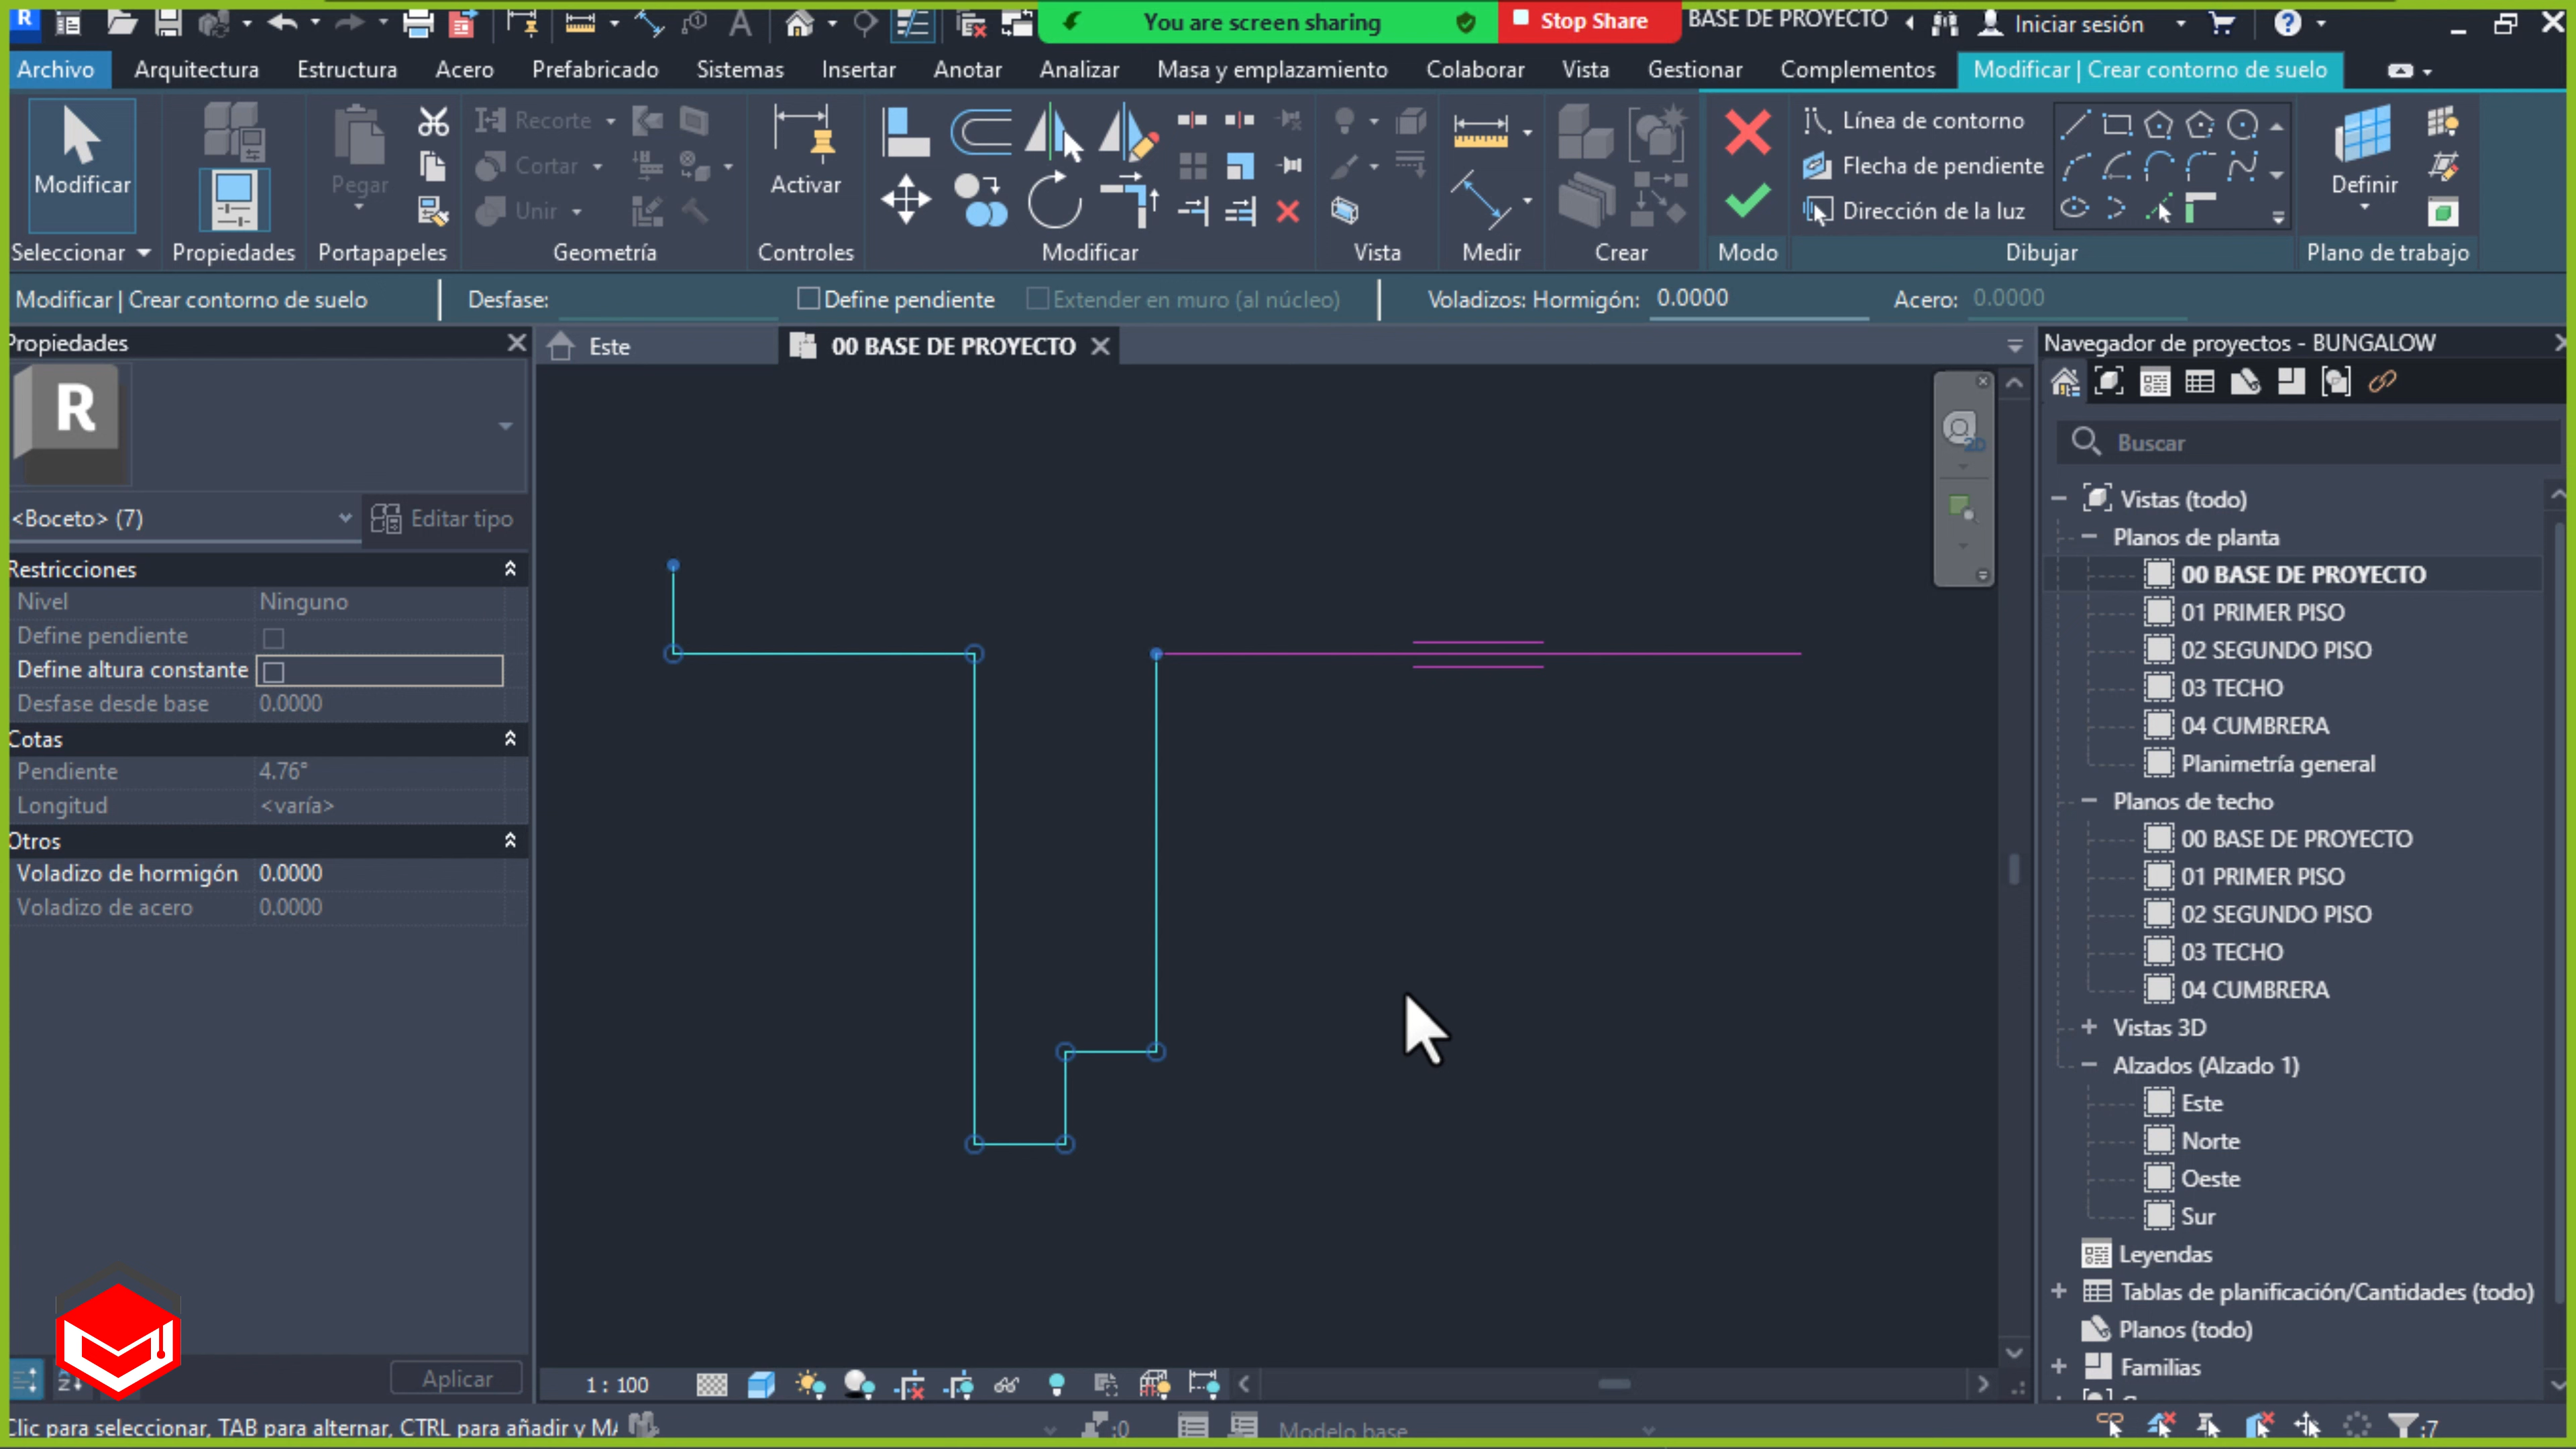 You are screen sharing
Stop Share
BASE DE PROYECTO
Iniciar sesión
Archivo
Arquitectura
Estructura
Acero
Prefabricado
Sistemas
Insertar
Anotar
Analizar
Masa y emplazamiento
Colaborar
Vista
Gestionar
Complementos
Modificar | Crear contorno de suelo
Modificar
Pegar
Recorte
Cortar
Unir
Activar
Línea de contorno
Flecha de pendiente
Dirección de la luz
Definir
Seleccionar
Propiedades
Portapapeles
Geometría
Controles
Modificar
Vista
Medir
Crear
Modo
Dibujar
Plano de trabajo
Modificar | Crear contorno de suelo
Desfase:
Define pendiente
Extender en muro (al núcleo)
Voladizos: Hormigón: 0.0000
Acero: 0.0000
Propiedades
R
<Boceto> (7)
Editar tipo
Restricciones
Nivel Ninguno
Define pendiente
Define altura constante
Desfase desde base 0.0000
Cotas
Pendiente 4.76°
Longitud <varía>
Otros
Voladizo de hormigón 0.0000
Voladizo de acero 0.0000
Aplicar
Este
00 BASE DE PROYECTO
1 : 100
Navegador de proyectos - BUNGALOW
Buscar
Vistas (todo)
Planos de planta
00 BASE DE PROYECTO
01 PRIMER PISO
02 SEGUNDO PISO
03 TECHO
04 CUMBRERA
Planimetría general
Planos de techo
00 BASE DE PROYECTO
01 PRIMER PISO
02 SEGUNDO PISO
03 TECHO
04 CUMBRERA
Vistas 3D
Alzados (Alzado 1)
Este
Norte
Oeste
Sur
Leyendas
Tablas de planificación/Cantidades (todo)
Planos (todo)
Familias
Clic para seleccionar, TAB para alternar, CTRL para añadir y
:0
Modelo base
:7